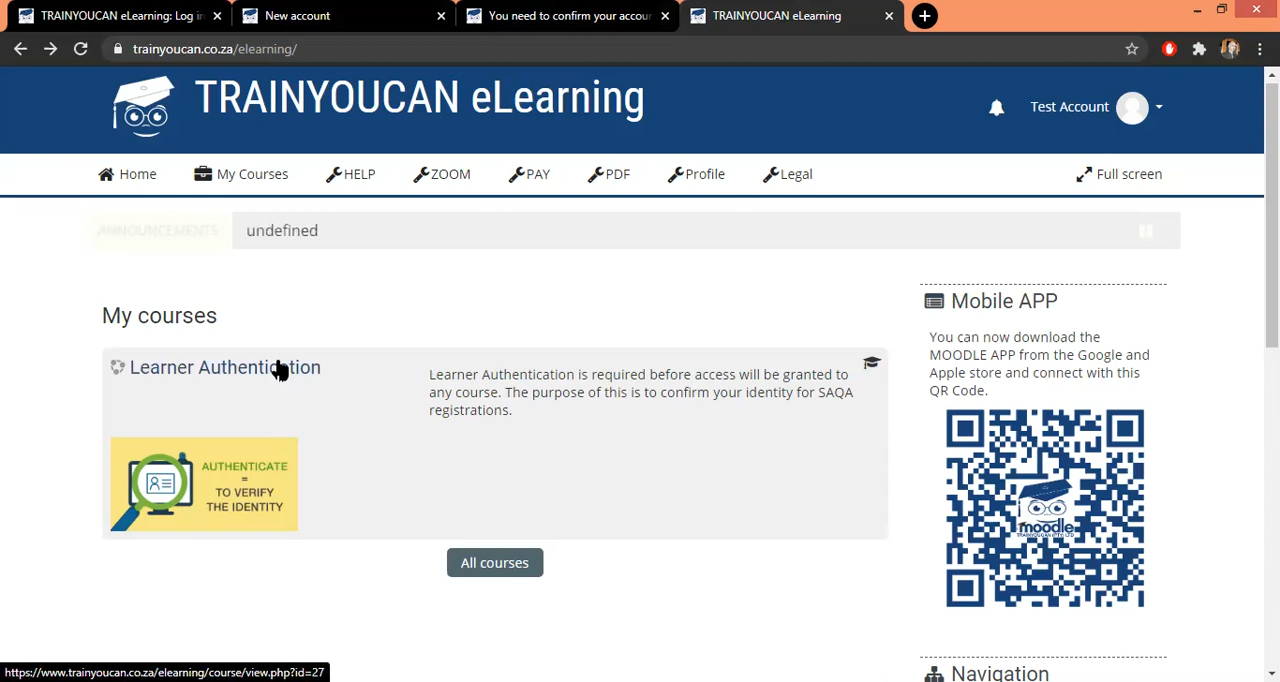 TRAINYOUCAN eLearning: Log in
New account
You need to confirm your accour
TRAINYOUCAN eLearning
trainyoucan.co.za/elearning/
TRAINYOUCAN eLearning
Test Account
Home
My Courses
HELP
ZOOM
PAY
PDF
Profile
Legal
Full screen
ANNOUNCEMENTS
undefined
My courses
Learner Authentication
Learner Authentication is required before access will be granted to
any course. The purpose of this is to confirm your identity for SAQA
registrations.
AUTHENTICATE
=
TO VERIFY
THE IDENTITY
All courses
Mobile APP
You can now download the
MOODLE APP from the Google and
Apple store and connect with this
QR Code.
moodle
TRAINYOUCAN (PTY) LTD
Navigation
https://www.trainyoucan.co.za/elearning/course/view.php?id=27